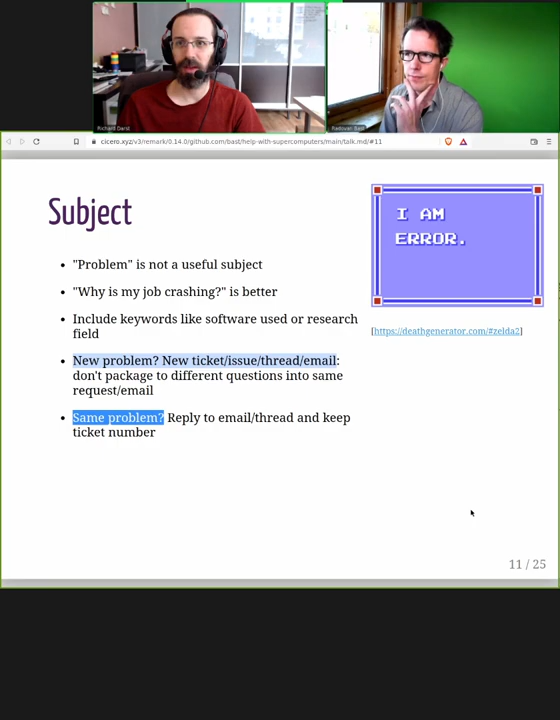 Richard Darst
Radovan Bast
cicero.xyz/v3/remark/0.14.0/github.com/bast/help-with-supercomputers/main/talk.md/#11
Subject
I AM
ERROR.
[https://deathgenerator.com/#zelda2]
• "Problem" is not a useful subject
• "Why is my job crashing?" is better
• Include keywords like software used or research
field
• New problem? New ticket/issue/thread/email:
don't package to different questions into same
request/email
• Same problem? Reply to email/thread and keep
ticket number
11 / 25